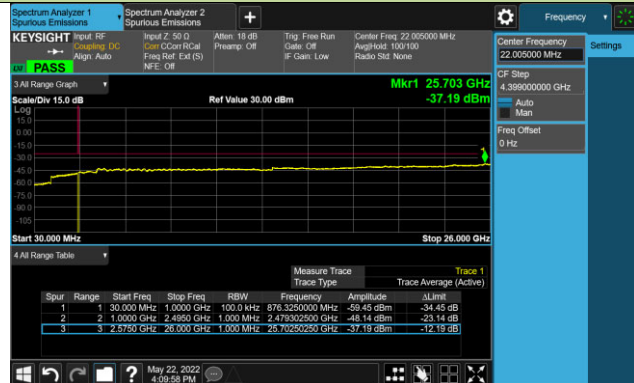 Spectrum Analyzer 1
Spurious Emissions
Spectrum Analyzer 2
Spurious Emissions
+
Frequency
KEYSIGHT
Input: RF
Coupling: DC
Align: Auto
Input Z: 50 Ω
Corr CCorr RCal
Freq Ref: Ext (S)
NFE: Off
Atten: 18 dB
Preamp: Off
Trig: Free Run
Gate: Off
IF Gain: Low
Center Freq: 22.005000 MHz
Avg|Hold: 100/100
Radio Std: None
PASS
Center Frequency
22.005000 MHz
Settings
CF Step
4.399000000 GHz
Auto
Man
Freq Offset
0 Hz
3 All Range Graph
Mkr1 25.703 GHz
Scale/Div 15.0 dB
Ref Value 30.00 dBm
-37.19 dBm
Log
15.0
0.00
-15.0
-30.0
-45.0
-60.0
-75.0
-90.0
-105
1
Start 30.000 MHz
Stop 26.000 GHz
4 All Range Table
Measure Trace
Trace 1
Trace Type
Trace Average (Active)
Spur Range Start Freq Stop Freq RBW Frequency Amplitude ΔLimit
1 1 30.000 MHz 1.0000 GHz 100.0 kHz 876.3250000 MHz -59.45 dBm -34.45 dB
2 2 1.0000 GHz 2.4950 GHz 1.000 MHz 2.479302500 GHz -48.14 dBm -23.14 dB
3 3 2.5750 GHz 26.000 GHz 1.000 MHz 25.70250250 GHz -37.19 dBm -12.19 dB
?
May 22, 2022
4:09:58 PM